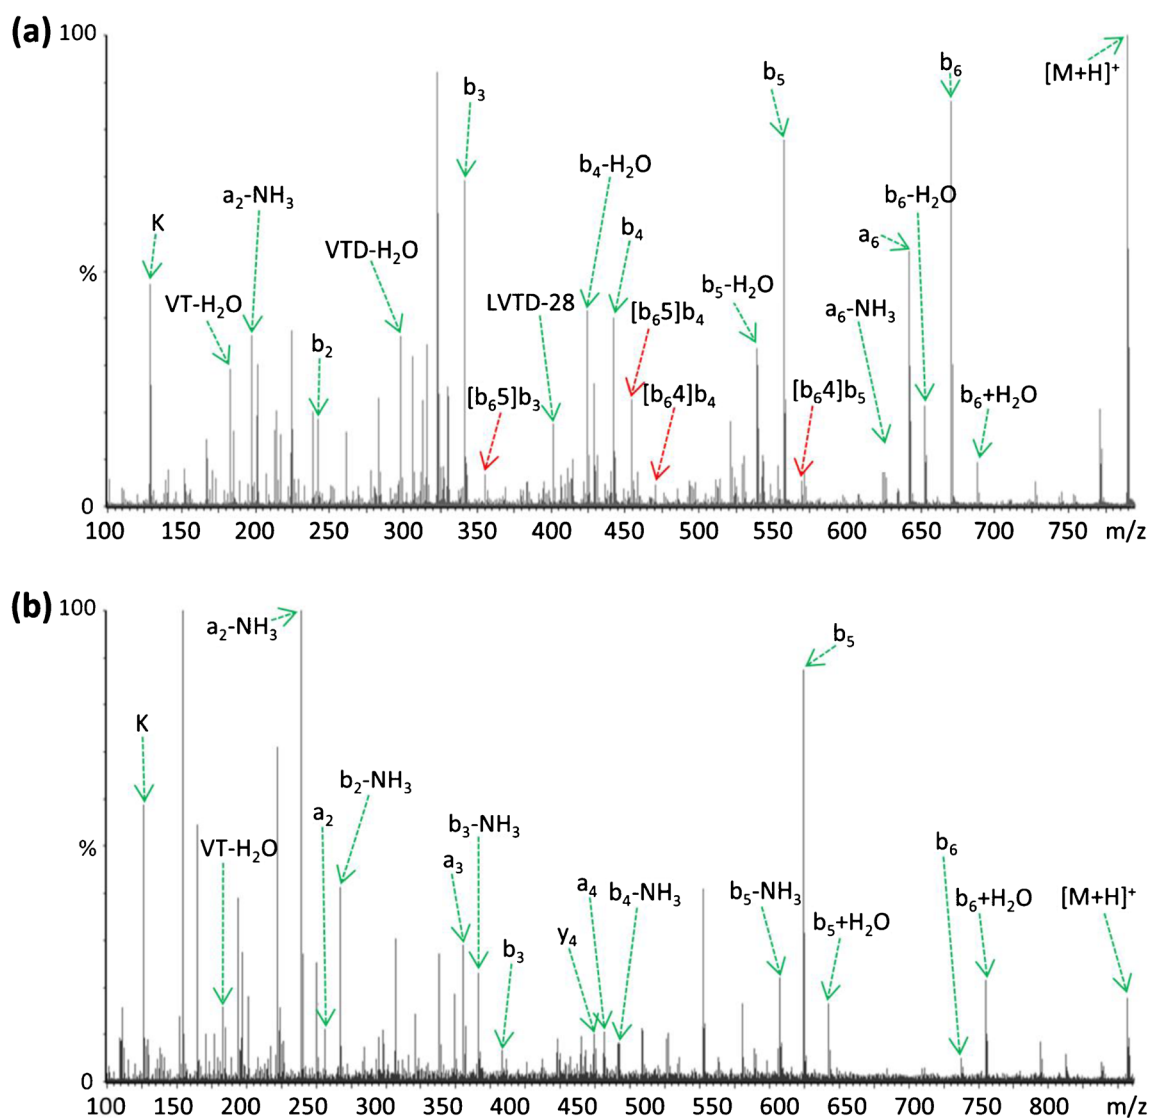 (a) 100
[M+H]⁺
b₆
b₅
b₃
b₄-H₂O
a₂-NH₃
b₆-H₂O
K
b₄
a₆
VTD-H₂O
%
b₅-H₂O
VT-H₂O
LVTD-28
[b₆5]b₄
a₆-NH₃
b₂
[b₆5]b₃
[b₆4]b₄
[b₆4]b₅
b₆+H₂O
0
100 150 200 250 300 350 400 450 500 550 600 650 700 750 m/z
(b) 100
a₂-NH₃
b₅
K
b₂-NH₃
a₂
b₃-NH₃
% VT-H₂O
b₆
a₃
a₄ b₄-NH₃
b₅-NH₃
b₆+H₂O
[M+H]⁺
b₅+H₂O
y₄
b₃
0
100 150 200 250 300 350 400 450 500 550 600 650 700 750 800 m/z